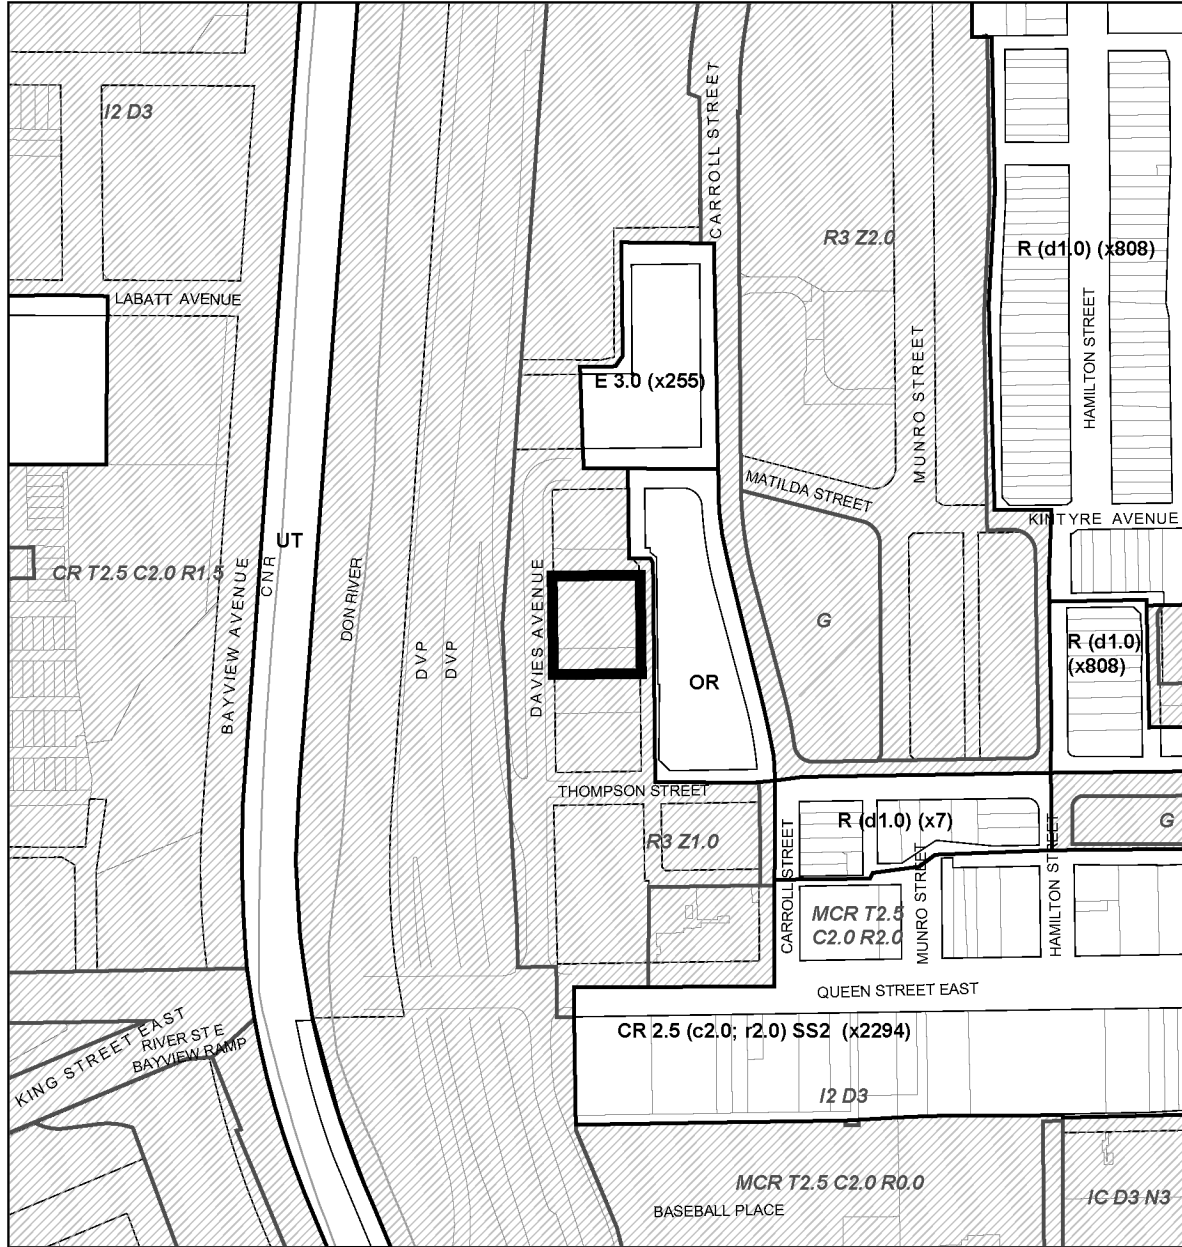 CARROLL STREET
I2 D3
R3 Z2.0
R (d1.0) (x808)
LABATT AVENUE
HAMILTON STREET
MUNRO STREET
E 3.0 (x255)
MATILDA STREET
KINTYRE AVENUE
UT
CR T2.5 C2.0 R1.5
BAYVIEW AVENUE
CNR
DON RIVER
DVP
DVP
DAVIES AVENUE
G
R (d1.0)
(x808)
OR
THOMPSON STREET
R (d1.0) (x7)
G
R3 Z1.0
CARROLL STREET
MUNRO STREET
HAMILTON STREET
MCR T2.5
C2.0 R2.0
QUEEN STREET EAST
KING STREET EAST
RIVER ST E
BAYVIEW RAMP
CR 2.5 (c2.0; r2.0) SS2 (x2294)
I2 D3
MCR T2.5 C2.0 R0.0
IC D3 N3
BASEBALL PLACE